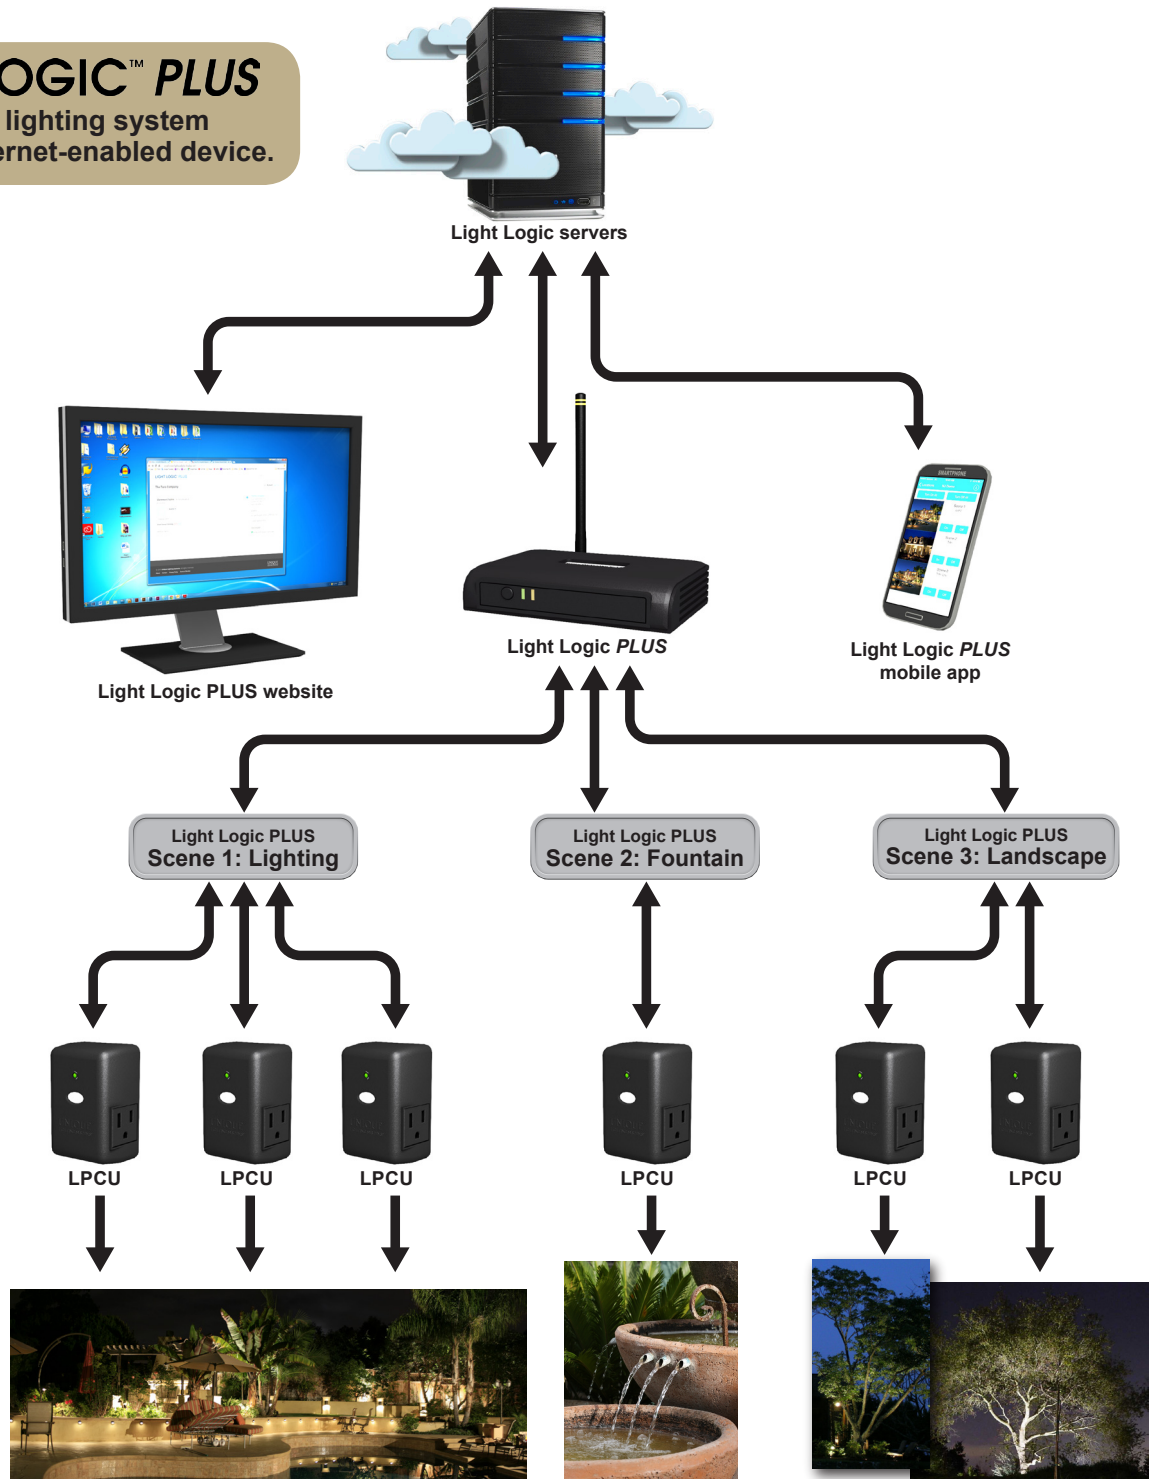 OGIC™ PLUS
lighting system
ernet-enabled device.
Light Logic servers
SMARTPHONE
Light Logic PLUS website
Light Logic PLUS
Light Logic PLUS
mobile app
Light Logic PLUS
Scene 1: Lighting
Light Logic PLUS
Scene 2: Fountain
Light Logic PLUS
Scene 3: Landscape
LPCU
LPCU
LPCU
LPCU
LPCU
LPCU